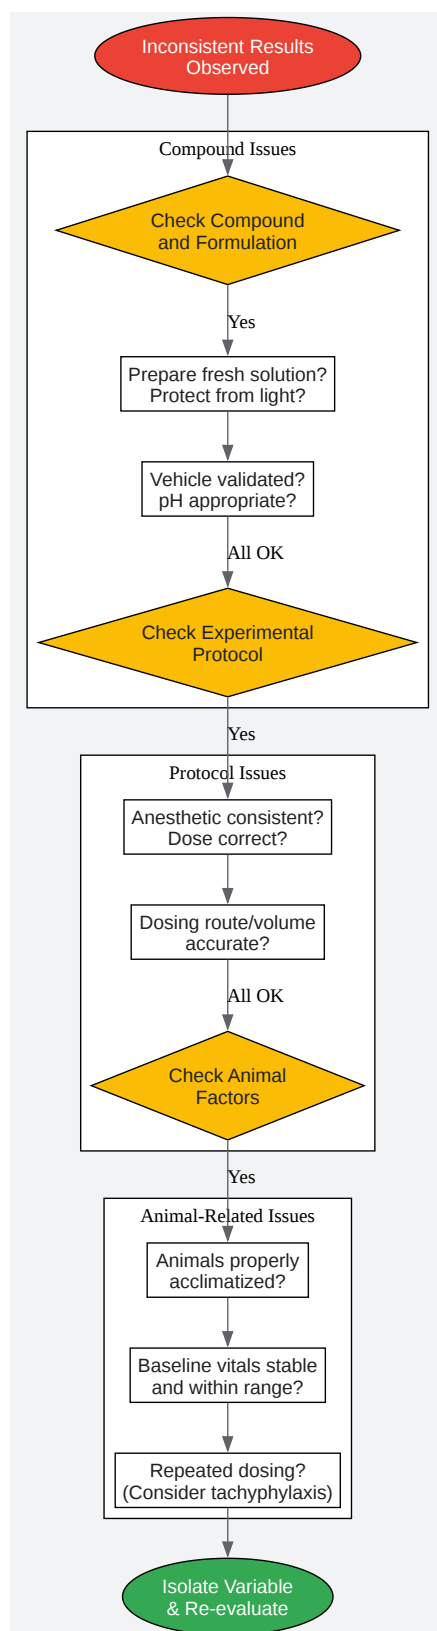 Inconsistent Results
Observed
Compound Issues
Check Compound
and Formulation
Yes
Prepare fresh solution?
Protect from light?
Vehicle validated?
pH appropriate?
All OK
Check Experimental
Protocol
Yes
Protocol Issues
Anesthetic consistent?
Dose correct?
Dosing route/volume
accurate?
All OK
Check Animal
Factors
Yes
Animal-Related Issues
Animals properly
acclimatized?
Baseline vitals stable
and within range?
Repeated dosing?
(Consider tachyphylaxis)
Isolate Variable
& Re-evaluate